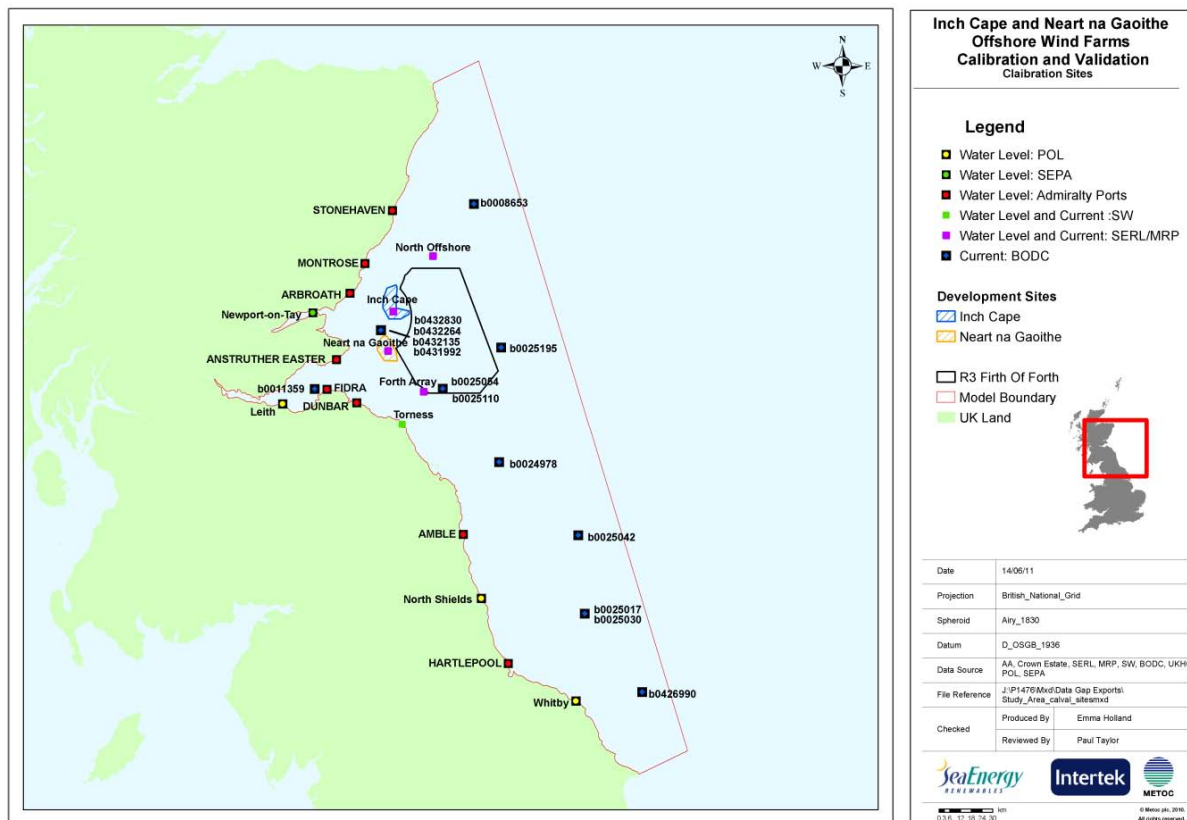 N
W
E
S
STONEHAVEN
b0008653
North Offshore
MONTROSE
ARBROATH
Inch Cape
Newport-on-Tay
b0432830
b0432264
b0432135
Neart na Gaoithe
b0431992
b0025195
ANSTRUTHER EASTER
b0011359
FIDRA
Forth Array
b0025054
b0025110
Leith
DUNBAR
Torness
b0024978
AMBLE
b0025042
North Shields
b0025017
b0025030
HARTLEPOOL
b0426990
Whitby
Inch Cape and Neart na Gaoithe
Offshore Wind Farms
Calibration and Validation
Claibration Sites
Legend
Water Level: POL
Water Level: SEPA
Water Level: Admiralty Ports
Water Level and Current :SW
Water Level and Current: SERL/MRP
Current: BODC
Development Sites
Inch Cape
Neart na Gaoithe
R3 Firth Of Forth
Model Boundary
UK Land
Date 14/06/11
Projection British_National_Grid
Spheroid Airy_1830
Datum D_OSGB_1936
Data Source AA, Crown Estate, SERL, MRP, SW, BODC, UKH
POL, SEPA
File Reference J:\P1476\Mxd\Data Gap Exports\
Study_Area_calval_sitesmxd
Checked
Produced By Emma Holland
Reviewed By Paul Taylor
SeaEnergy
RENEWABLES
Intertek
METOC
km
0 3 6 12 18 24 30
© Metoc plc, 2010.
All rights reserved.